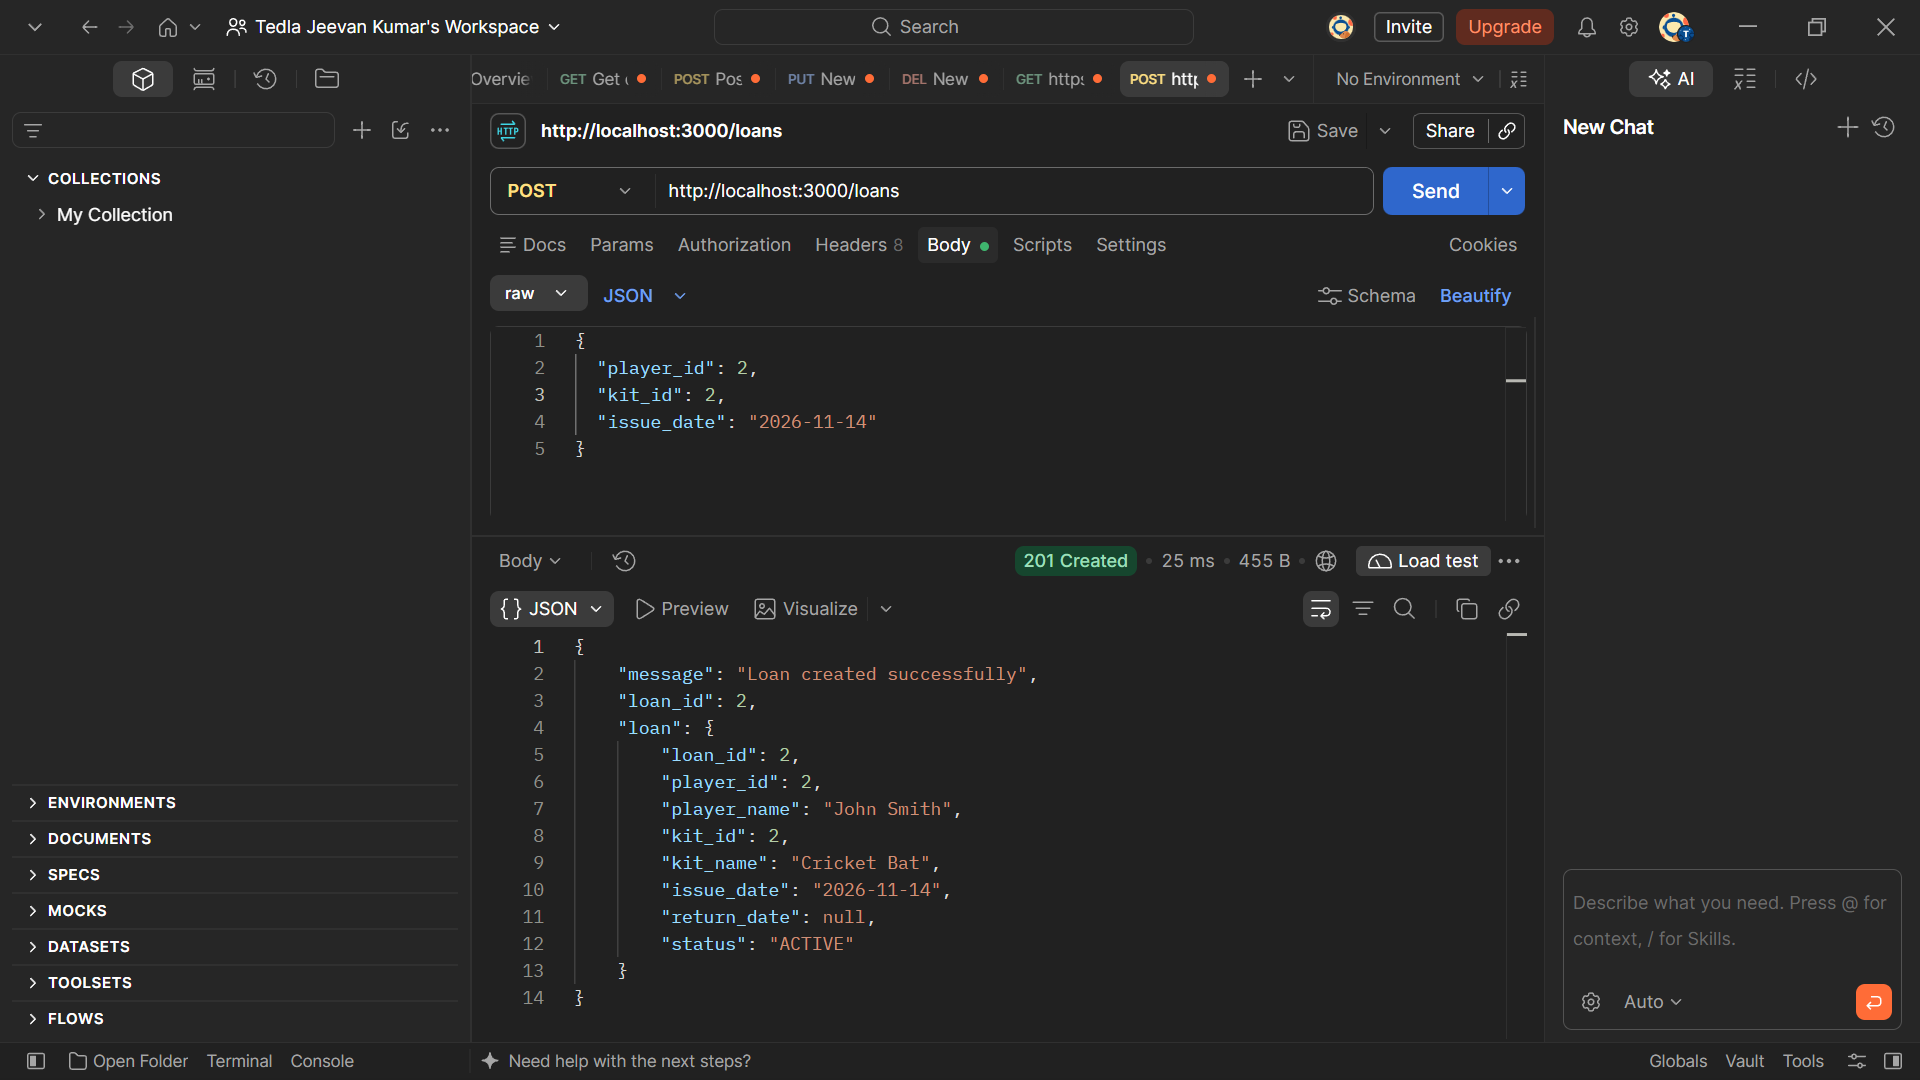 Tedla Jeevan Kumar's Workspace
Search
Invite
Upgrade
T
Overvie
GET Get
POST Pos
PUT New
DEL New
GET https
POST http
No Environment
AI
HTTP
http://localhost:3000/loans
Save
Share
New Chat
COLLECTIONS
My Collection
POST
http://localhost:3000/loans
Send
Docs
Params
Authorization
Headers 8
Body
Scripts
Settings
Cookies
raw
JSON
Schema
Beautify
1 {
2 "player_id": 2,
3 "kit_id": 2,
4 "issue_date": "2026-11-14"
5 }
Body
201 Created
25 ms
455 B
Load test
{} JSON
Preview
Visualize
1 {
2 "message": "Loan created successfully",
3 "loan_id": 2,
4 "loan": {
5 "loan_id": 2,
6 "player_id": 2,
7 "player_name": "John Smith",
8 "kit_id": 2,
9 "kit_name": "Cricket Bat",
10 "issue_date": "2026-11-14",
11 "return_date": null,
12 "status": "ACTIVE"
13 }
14 }
ENVIRONMENTS
DOCUMENTS
SPECS
MOCKS
DATASETS
TOOLSETS
FLOWS
Describe what you need. Press @ for
context, / for Skills.
Auto
Open Folder
Terminal
Console
Need help with the next steps?
Globals
Vault
Tools